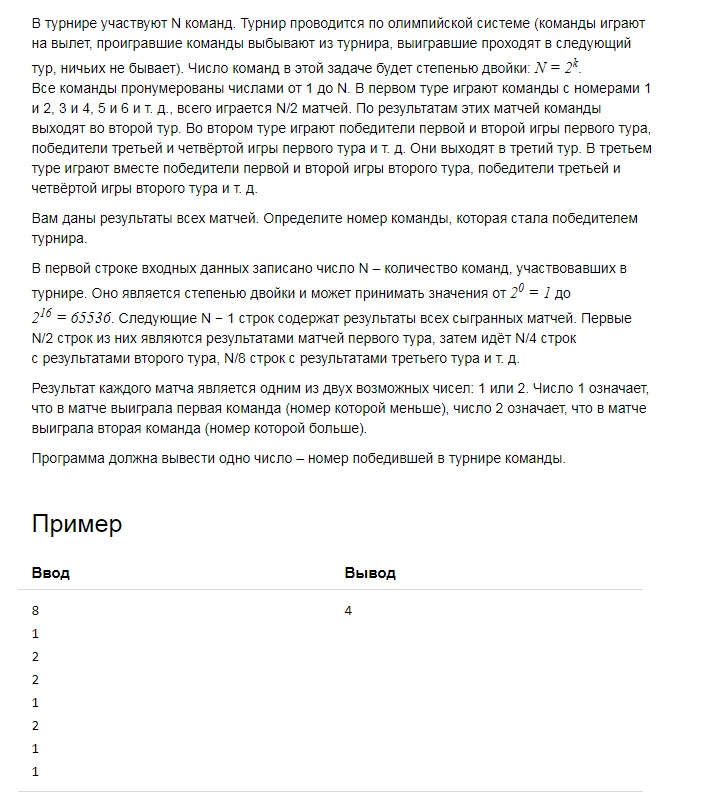 В турнире участвуют N команд. Турнир проводится по олимпийской системе (команды играют
на вылет, проигравшие команды выбывают из турнира, выигравшие проходят в следующий
тур, ничьих не бывает). Число команд в этой задаче будет степенью двойки: N = 2^k.
Все команды пронумерованы числами от 1 до N. В первом туре играют команды с номерами 1
и 2, 3 и 4, 5 и 6 и т. д., всего играется N/2 матчей. По результатам этих матчей команды
выходят во второй тур. Во втором туре играют победители первой и второй игры первого тура,
победители третьей и четвёртой игры первого тура и т. д. Они выходят в третий тур. В третьем
туре играют вместе победители первой и второй игры второго тура, победители третьей и
четвёртой игры второго тура и т. д.
Вам даны результаты всех матчей. Определите номер команды, которая стала победителем
турнира.
В первой строке входных данных записано число N – количество команд, участвовавших в
турнире. Оно является степенью двойки и может принимать значения от 2^0 = 1 до
2^16 = 65536. Следующие N − 1 строк содержат результаты всех сыгранных матчей. Первые
N/2 строк из них являются результатами матчей первого тура, затем идёт N/4 строк
с результатами второго тура, N/8 строк с результатами третьего тура и т. д.
Результат каждого матча является одним из двух возможных чисел: 1 или 2. Число 1 означает,
что в матче выиграла первая команда (номер которой меньше), число 2 означает, что в матче
выиграла вторая команда (номер которой больше).
Программа должна вывести одно число – номер победившей в турнире команды.
Пример
Ввод Вывод
8 4
1
2
2
1
2
1
1